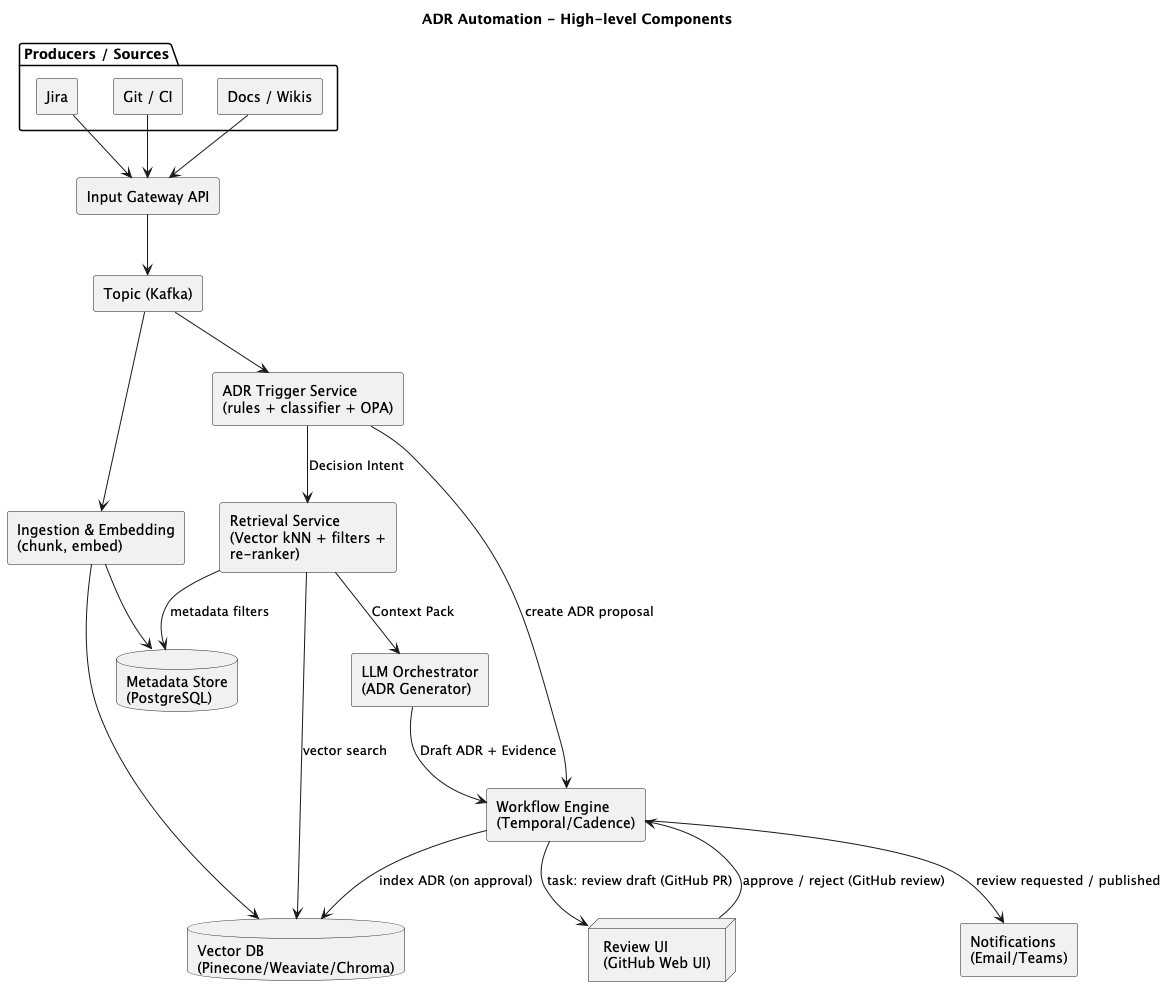 ADR Automation - High-level Components
Producers / Sources
Jira
Git / CI
Docs / Wikis
Input Gateway API
Topic (Kafka)
ADR Trigger Service
(rules + classifier + OPA)
Decision Intent
Ingestion & Embedding
(chunk, embed)
Retrieval Service
(Vector kNN + filters +
re-ranker)
metadata filters
Context Pack
create ADR proposal
Metadata Store
(PostgreSQL)
LLM Orchestrator
(ADR Generator)
vector search
Draft ADR + Evidence
Workflow Engine
(Temporal/Cadence)
index ADR (on approval)
task: review draft (GitHub PR)
approve / reject (GitHub review)
review requested / published
Vector DB
(Pinecone/Weaviate/Chroma)
Review UI
(GitHub Web UI)
Notifications
(Email/Teams)